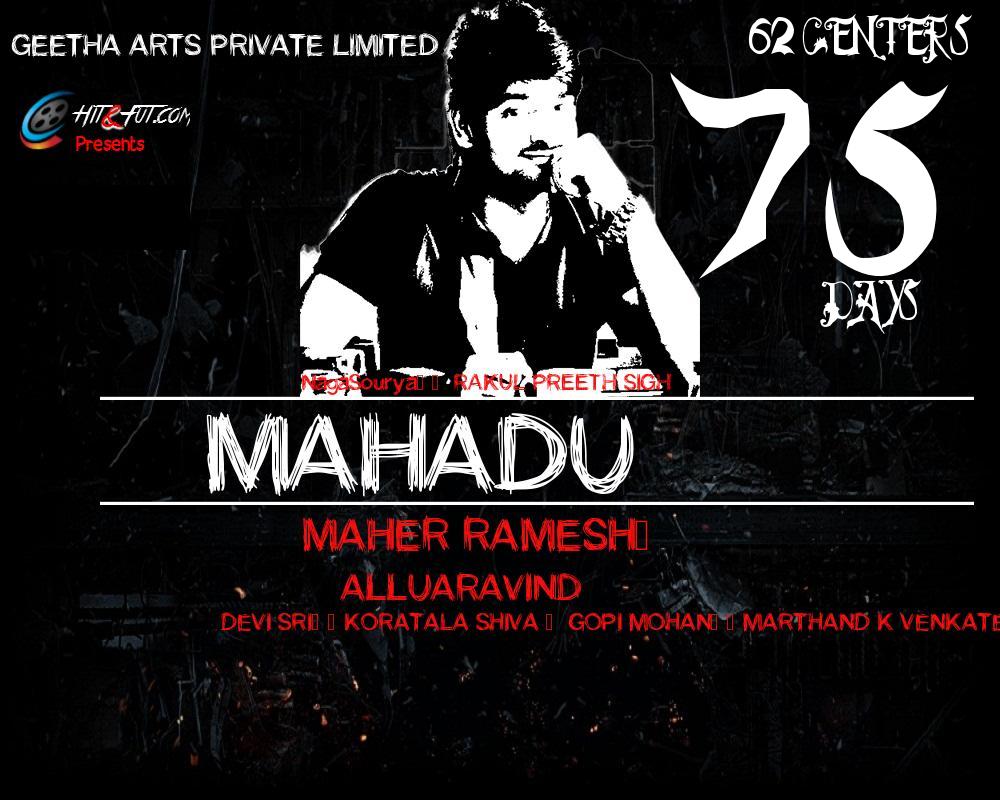 GEETHA ARTS PRIVATE LIMITED
62 CENTERS
HIT&FUT.COM
Presents
75
DAYS
NagaSourya RAKUL PREETH SIGH
MAHADU
MAHER RAMESH
ALLUARAVIND
DEVI SRI KORATALA SHIVA GOPI MOHAN MARTHAND K VENKATE